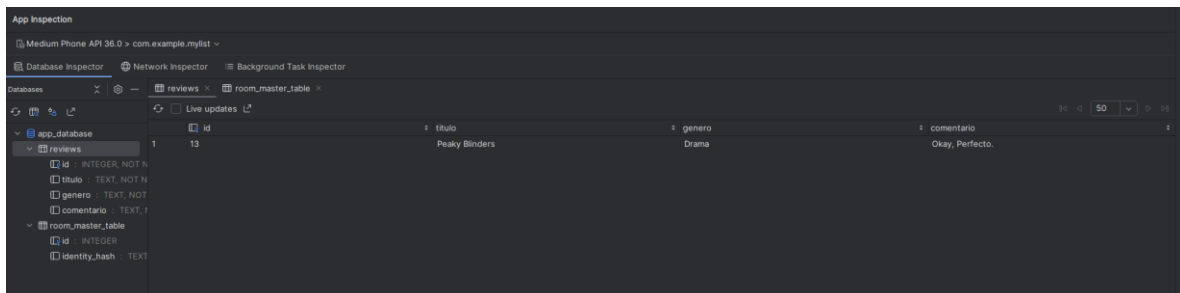 App Inspection
Medium Phone API 36.0 > com.example.mylist
Database Inspector Network Inspector Background Task Inspector
Databases
reviews × room_master_table ×
Live updates
50
app_database
reviews
id : INTEGER, NOT N
titulo : TEXT, NOT N
genero : TEXT, NOT
comentario : TEXT,
room_master_table
id : INTEGER
identity_hash : TEXT
id titulo genero comentario
1 13 Peaky Blinders Drama Okay, Perfecto.